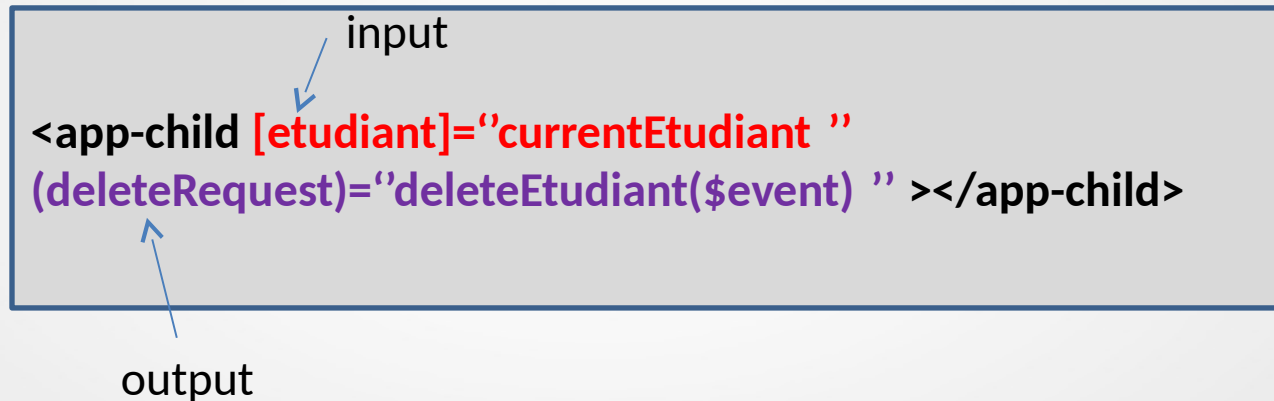 input
<app-child [etudiant]=‘’currentEtudiant ’’
(deleteRequest)=‘’deleteEtudiant($event) ’’ ></app-child>
output